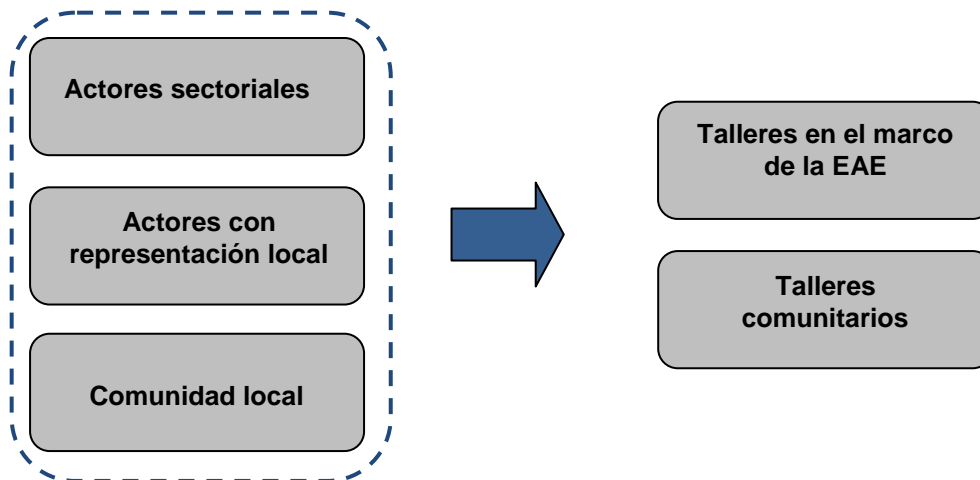 Actores sectoriales
Actores con
representación local
Comunidad local
Talleres en el marco
de la EAE
Talleres
comunitarios